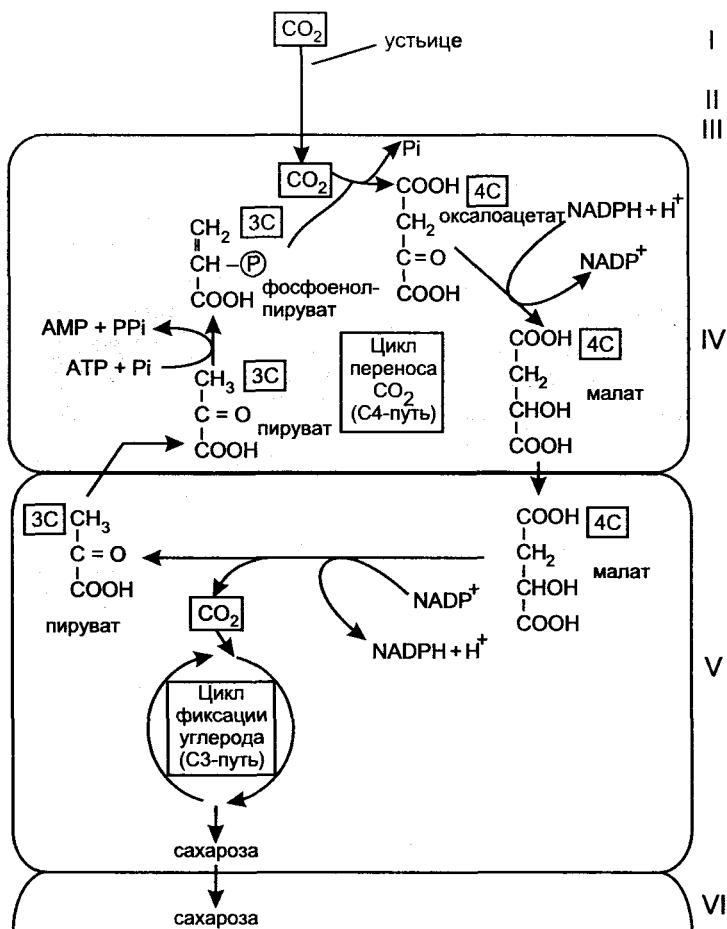 CO2
устьице
I
II
III
Pi
CO2
COOH
4C
CH2
оксалоацетат
C=O
COOH
NADPH + H+
NADP+
3C
CH2
CH – P
COOH
фосфоенол-
пируват
AMP + PPi
ATP + Pi
CH3
3C
C = O
COOH
пируват
Цикл
переноса
CO2
(C4-путь)
COOH
4C
CH2
CHOH
COOH
малат
IV
3C
CH3
C = O
COOH
пируват
COOH
4C
CH2
CHOH
COOH
малат
CO2
NADP+
NADPH + H+
V
Цикл
фиксации
углерода
(C3-путь)
сахароза
сахароза
VI